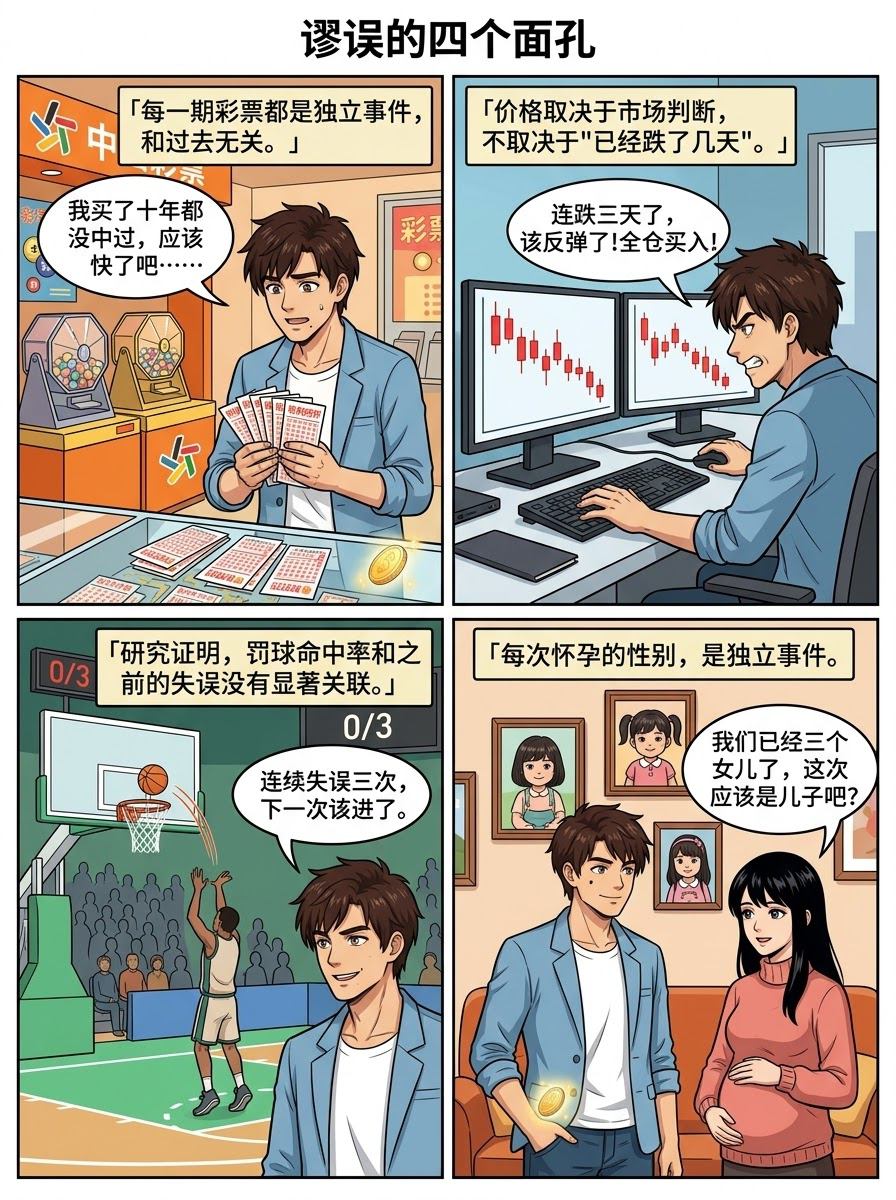 谬误的四个面孔
「每一期彩票都是独立事件，
和过去无关。」
中
彩票
我买了十年都
没中过，应该
快了吧……
彩票
「价格取决于市场判断，
不取决于"已经跌了几天"。」
连跌三天了，
该反弹了!全仓买入!
「研究证明，罚球命中率和之
前的失误没有显著关联。」
0/3
0/3
连续失误三次，
下一次该进了。
「每次怀孕的性别，是独立事件。
我们已经三个
女儿了，这次
应该是儿子吧?